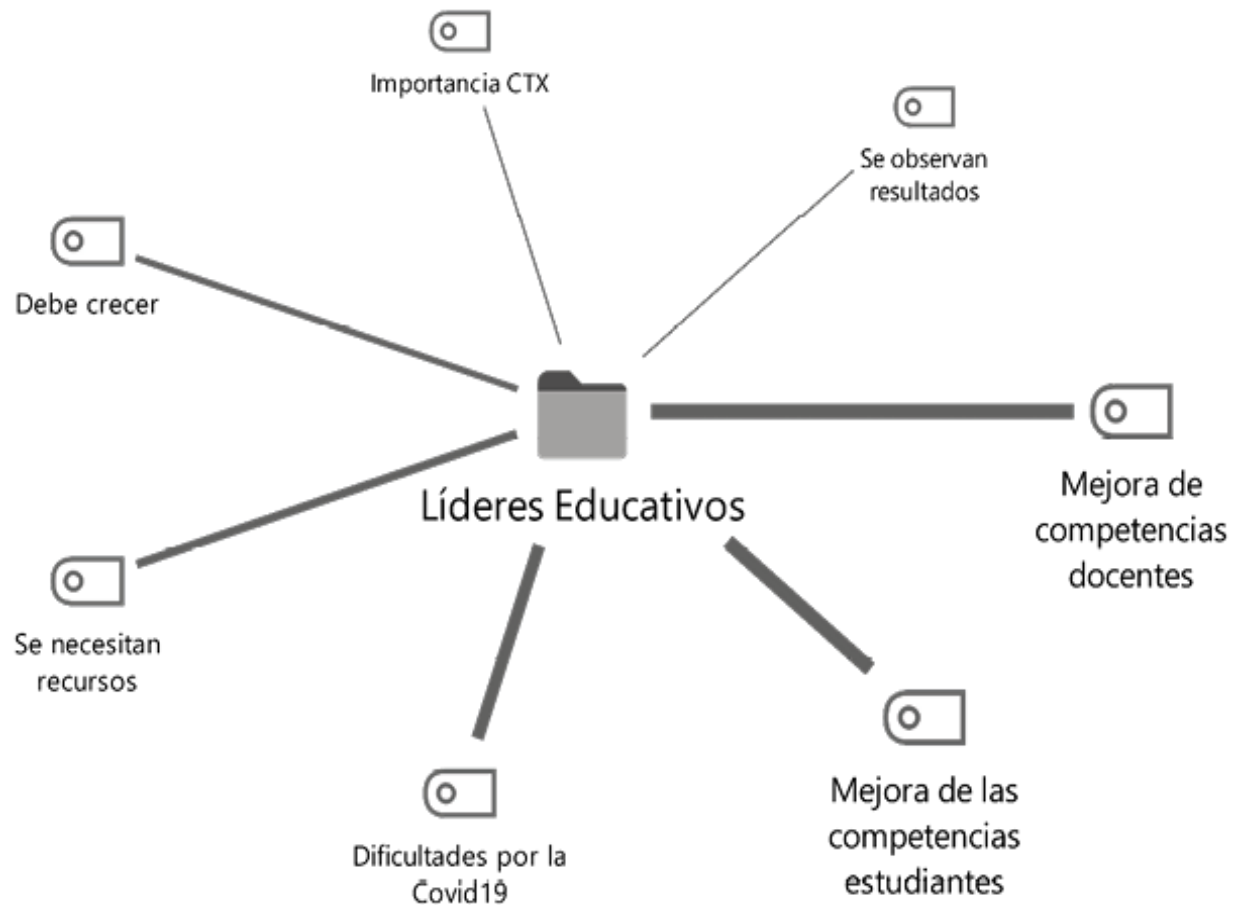 Importancia CTX
Se observan
resultados
Debe crecer
Líderes Educativos
Mejora de
competencias
docentes
Se necesitan
recursos
Mejora de las
competencias
estudiantes
Dificultades por la
Covid19